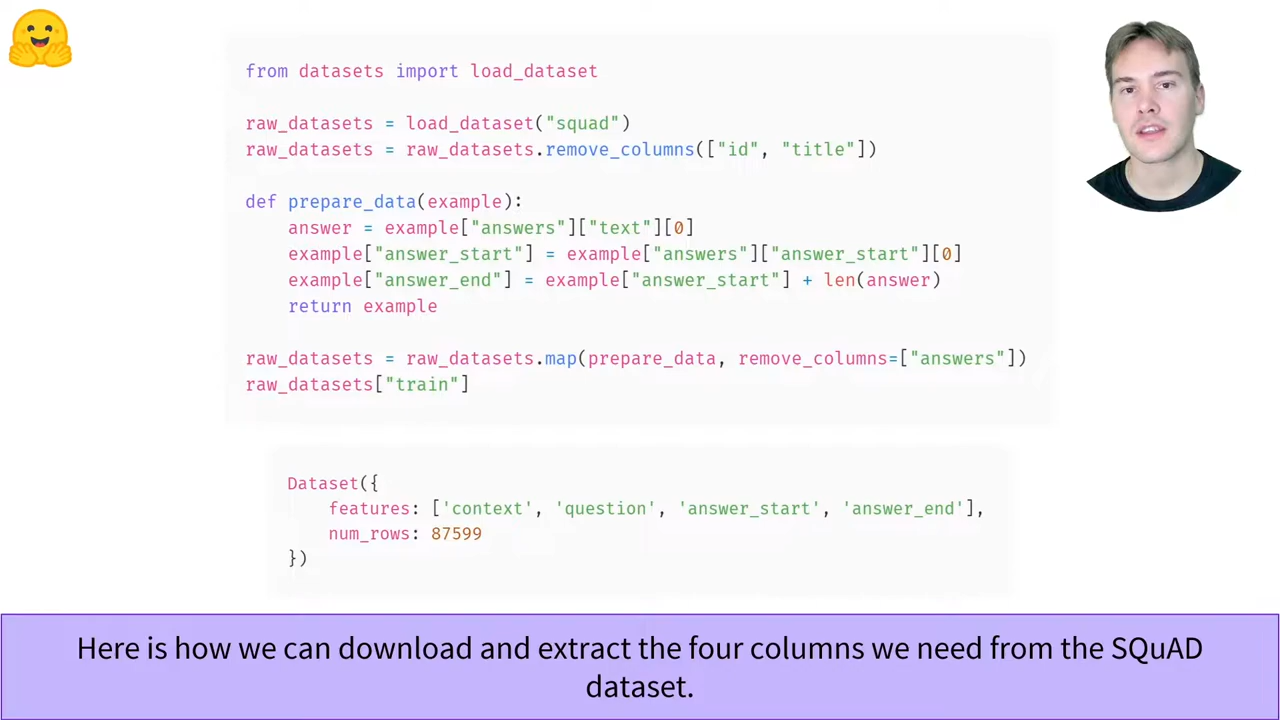 from datasets import load_dataset
raw_datasets = load_dataset("squad")
raw_datasets = raw_datasets.remove_columns(["id", "title"])
def prepare_data(example):
    answer = example["answers"]["text"][0]
    example["answer_start"] = example["answers"]["answer_start"][0]
    example["answer_end"] = example["answer_start"] + len(answer)
    return example
raw_datasets = raw_datasets.map(prepare_data, remove_columns=["answers"])
raw_datasets["train"]
Dataset({
    features: ['context', 'question', 'answer_start', 'answer_end'],
    num_rows: 87599
})
Here is how we can download and extract the four columns we need from the SQuAD
dataset.